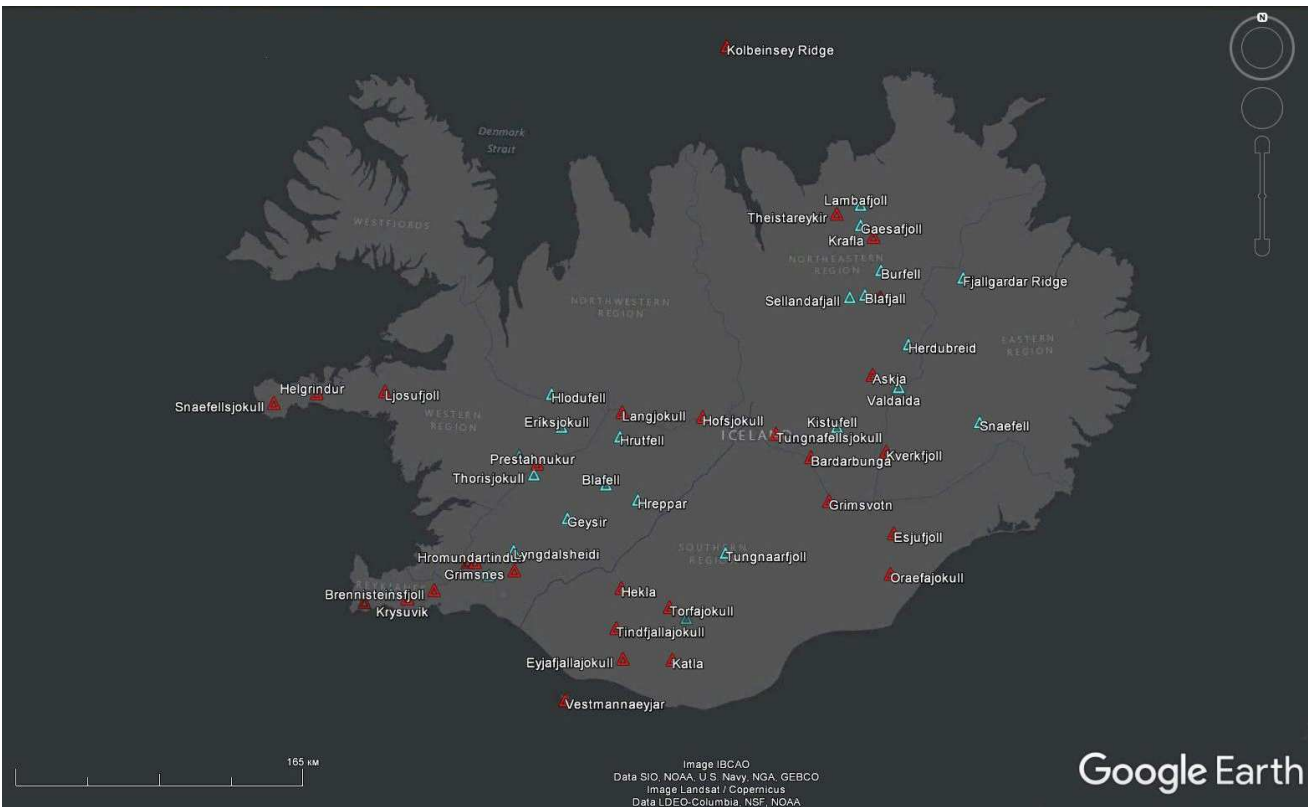 N
Kolbeinsey Ridge
Denmark
Strait
WESTFJORDS
Lambafjoll
Theistareykir
Gaesafjoll
Krafla
NORTHEASTERN
REGION
Burfell
Fjallgardar Ridge
Sellandafjall
Blafjall
NORTHWESTERN
REGION
Herdubreid
EASTERN
REGION
Askja
Valdalda
Helgrindur
Ljosufjoll
Snaefellsjokull
Hlodufell
WESTERN
REGION
Langjokull
Hofsjokull
Eriksjokull
Hrutfell
ICELAND
Kistufell
Tungnafellsjokull
Snaefell
Prestahnukur
Bardarbunga
Kverkfjoll
Thorisjokull
Blafell
Hreppar
Grimsvotn
Geysir
Esjufjoll
SOUTHERN
REGION
Tungnaarfjoll
Hromundartindur
Lyngdalsheidi
Grimsnes
Oraefajokull
Brennisteinsfjoll
Krysuvik
Hekla
Torfajokull
Tindfjallajokull
Eyjafjallajokull
Katla
Vestmannaeyjar
165 км
Image IBCAO
Data SIO, NOAA, U.S. Navy, NGA, GEBCO
Image Landsat / Copernicus
Data LDEO-Columbia, NSF, NOAA
Google Earth